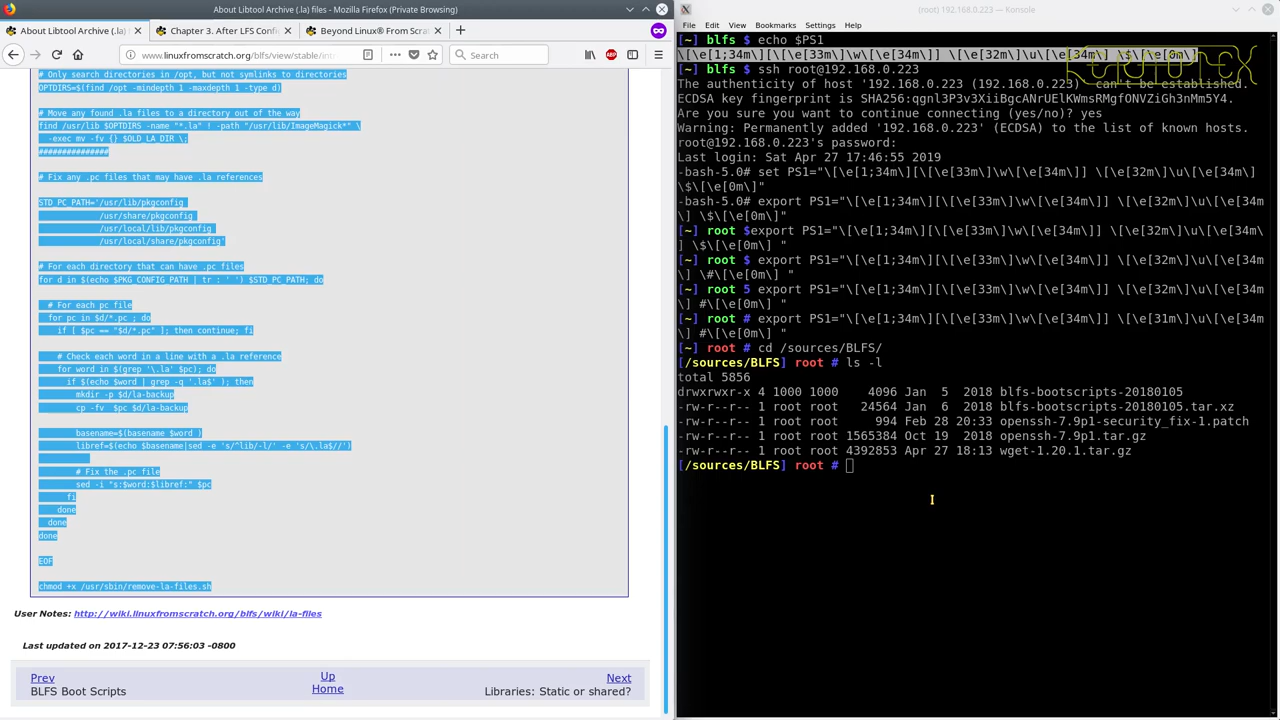 About Libtool Archive (.la) files - Mozilla Firefox (Private Browsing)
About Libtool Archive (.la) ×
Chapter 3. After LFS Config ×
Beyond Linux® From Scrat ×
www.linuxfromscratch.org/blfs/view/stable/int
Search
# Only search directories in /opt, but not symlinks to directories
OPTDIRS=$(find /opt -mindepth 1 -maxdepth 1 -type d)
# Move any found .la files to a directory out of the way
find /usr/lib $OPTDIRS -name "*.la" ! -path "/usr/lib/ImageMagick*" \
-exec mv -fv {} $OLD_LA_DIR \;
###############
# Fix any .pc files that may have .la references
STD_PC_PATH='/usr/lib/pkgconfig
/usr/share/pkgconfig
/usr/local/lib/pkgconfig
/usr/local/share/pkgconfig'
# For each directory that can have .pc files
for d in $(echo $PKG_CONFIG_PATH | tr : ' ') $STD_PC_PATH; do
# For each pc file
for pc in $d/*.pc ; do
if [ $pc == "$d/*.pc" ]; then continue; fi
# Check each word in a line with a .la reference
for word in $(grep '\.la' $pc); do
if $(echo $word | grep -q '.la$' ); then
mkdir -p $d/la-backup
cp -fv  $pc $d/la-backup
basename=$(basename $word )
libref=$(echo $basename|sed -e 's/^lib/-l/' -e 's/\.la$//')
# Fix the .pc file
sed -i "s:$word:$libref:" $pc
fi
done
done
done
EOF
chmod +x /usr/sbin/remove-la-files.sh
User Notes: http://wiki.linuxfromscratch.org/blfs/wiki/la-files
Last updated on 2017-12-23 07:56:03 -0800
Prev
Up
Next
BLFS Boot Scripts
Home
Libraries: Static or shared?
(root) 192.168.0.223 — Konsole
File Edit View Bookmarks Settings Help
[~] blfs $ echo $PS1
\[\e[1;34m\][\[\e[33m\]\w\[\e[34m\]] \[\e[32m\]\u\[\e[34m\] \$\[\e[0m\]
[~] blfs $ ssh root@192.168.0.223
The authenticity of host '192.168.0.223 (192.168.0.223)' can't be established.
ECDSA key fingerprint is SHA256:qgnl3P3v3XiiBgcANrUElKWmsRMgfONVZiGh3nMm5Y4.
Are you sure you want to continue connecting (yes/no)? yes
Warning: Permanently added '192.168.0.223' (ECDSA) to the list of known hosts.
root@192.168.0.223's password:
Last login: Sat Apr 27 17:46:55 2019
-bash-5.0# set PS1="\[\e[1;34m\][\[\e[33m\]\w\[\e[34m\]] \[\e[32m\]\u\[\e[34m\]
\$\[\e[0m\]"
-bash-5.0# export PS1="\[\e[1;34m\][\[\e[33m\]\w\[\e[34m\]] \[\e[32m\]\u\[\e[34m
\] \$\[\e[0m\]"
[~] root $export PS1="\[\e[1;34m\][\[\e[33m\]\w\[\e[34m\]] \[\e[32m\]\u\[\e[34m\
] \$\[\e[0m\] "
[~] root $ export PS1="\[\e[1;34m\][\[\e[33m\]\w\[\e[34m\]] \[\e[32m\]\u\[\e[34m
\] \#\[\e[0m\] "
[~] root 5 export PS1="\[\e[1;34m\][\[\e[33m\]\w\[\e[34m\]] \[\e[32m\]\u\[\e[34m
\] #\[\e[0m\] "
[~] root # export PS1="\[\e[1;34m\][\[\e[33m\]\w\[\e[34m\]] \[\e[31m\]\u\[\e[34m
\] #\[\e[0m\] "
[~] root # cd /sources/BLFS/
[/sources/BLFS] root # ls -l
total 5856
drwxrwxr-x 4 1000 1000    4096 Jan  5  2018 blfs-bootscripts-20180105
-rw-r--r-- 1 root root   24564 Jan  6  2018 blfs-bootscripts-20180105.tar.xz
-rw-r--r-- 1 root root     994 Feb 28 20:33 openssh-7.9p1-security_fix-1.patch
-rw-r--r-- 1 root root 1565384 Oct 19  2018 openssh-7.9p1.tar.gz
-rw-r--r-- 1 root root 4392853 Apr 27 18:13 wget-1.20.1.tar.gz
[/sources/BLFS] root #